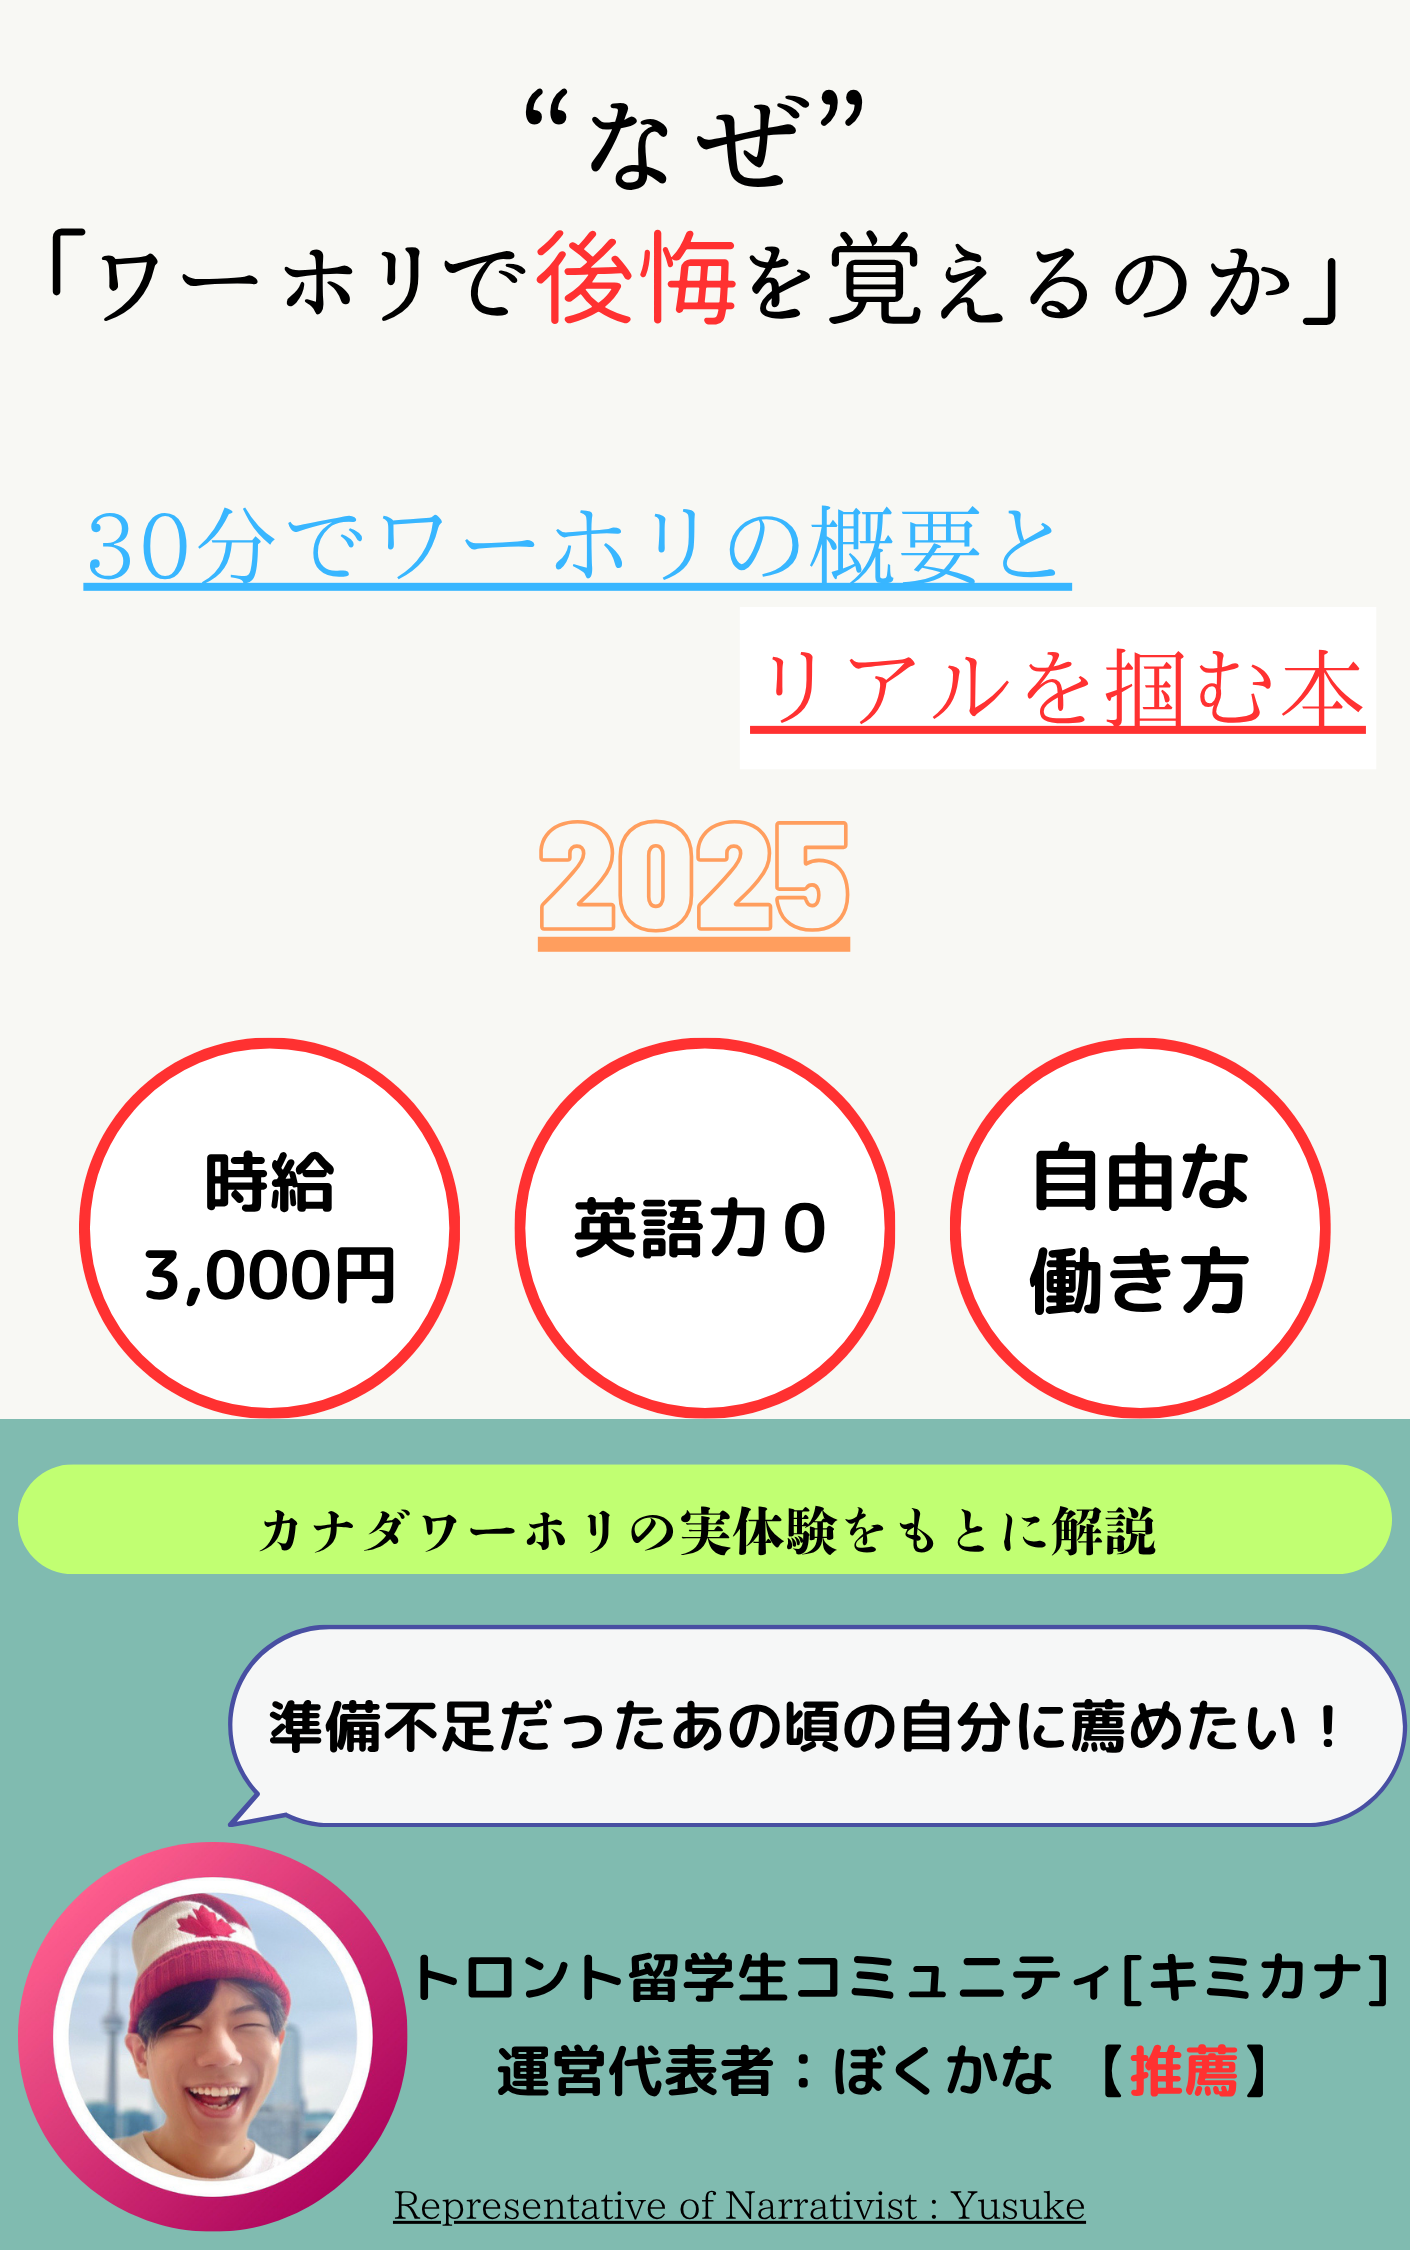 “なぜ”
「ワーホリで後悔を覚えるのか」
30分でワーホリの概要と
リアルを掴む本
2025
時給
3,000円
英語力0
自由な
働き方
カナダワーホリの実体験をもとに解説
準備不足だったあの頃の自分に薦めたい！
トロント留学生コミュニティ[キミカナ]
運営代表者：ぼくかな【推薦】
Representative of Narrativist : Yusuke